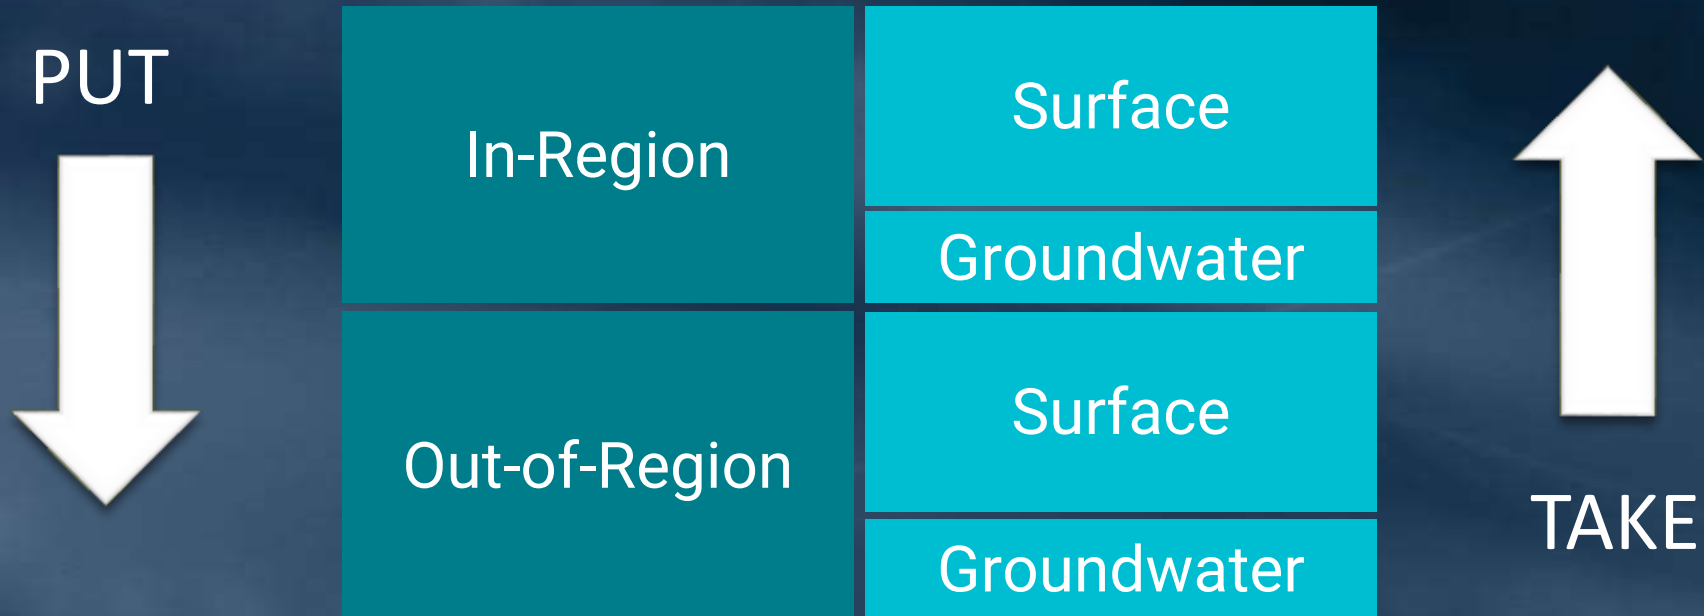 PUT
In-Region
Surface
Groundwater
Out-of-Region
Surface
Groundwater
TAKE